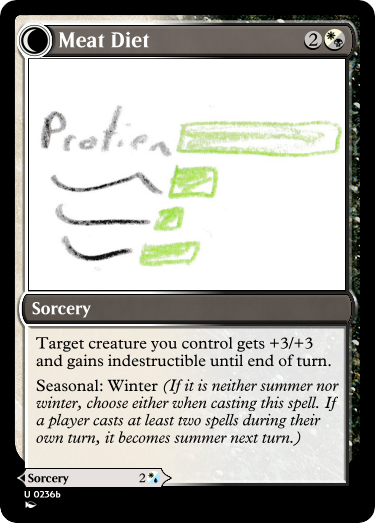 Meat Diet 2
Protien
Sorcery
Target creature you control gets +3/+3
and gains indestructible until end of turn.
Seasonal: Winter (If it is neither summer nor
winter, choose either when casting this spell. If
a player casts at least two spells during their
own turn, it becomes summer next turn.)
Sorcery 2
U 0236b